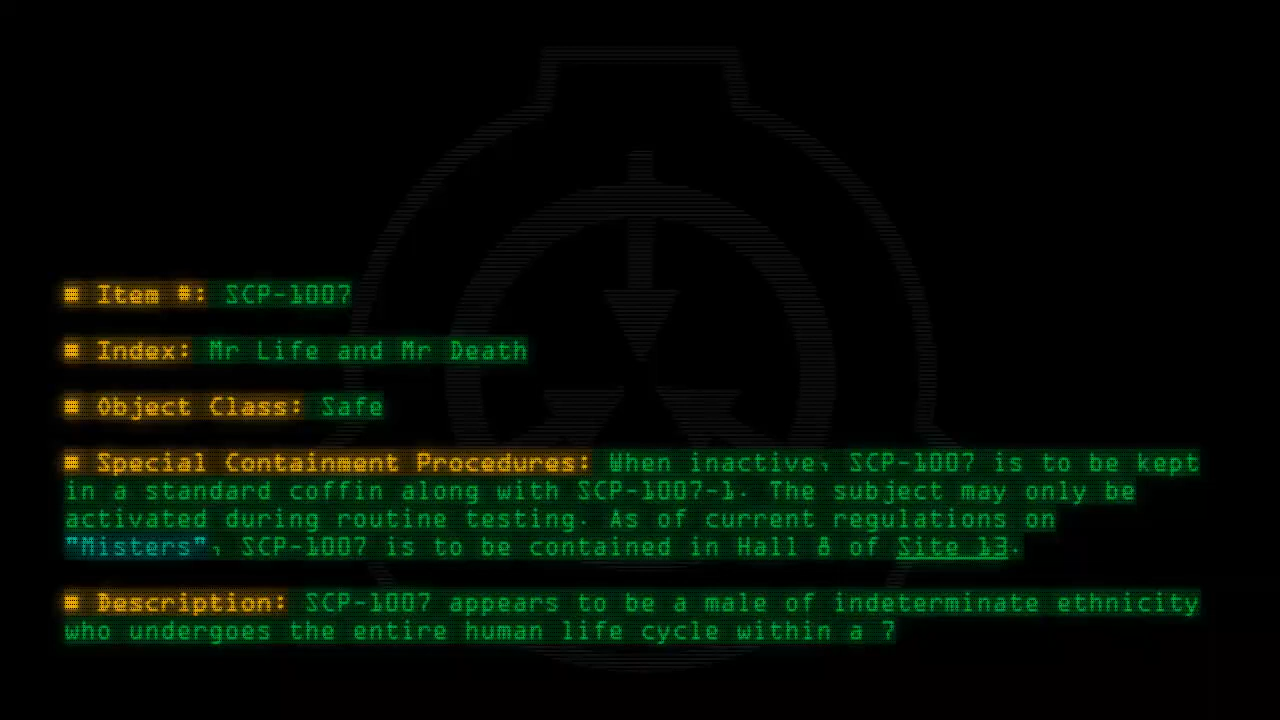 ■ Item #: SCP-1007
■ Index: Mr Life and Mr Death
■ Object Class: Safe
■ Special Containment Procedures: When inactive, SCP-1007 is to be kept
in a standard coffin along with SCP-1007-1. The subject may only be
activated during routine testing. As of current regulations on
"Misters", SCP-1007 is to be contained in Hall 8 of Site 13.
■ Description: SCP-1007 appears to be a male of indeterminate ethnicity
who undergoes the entire human life cycle within a 7